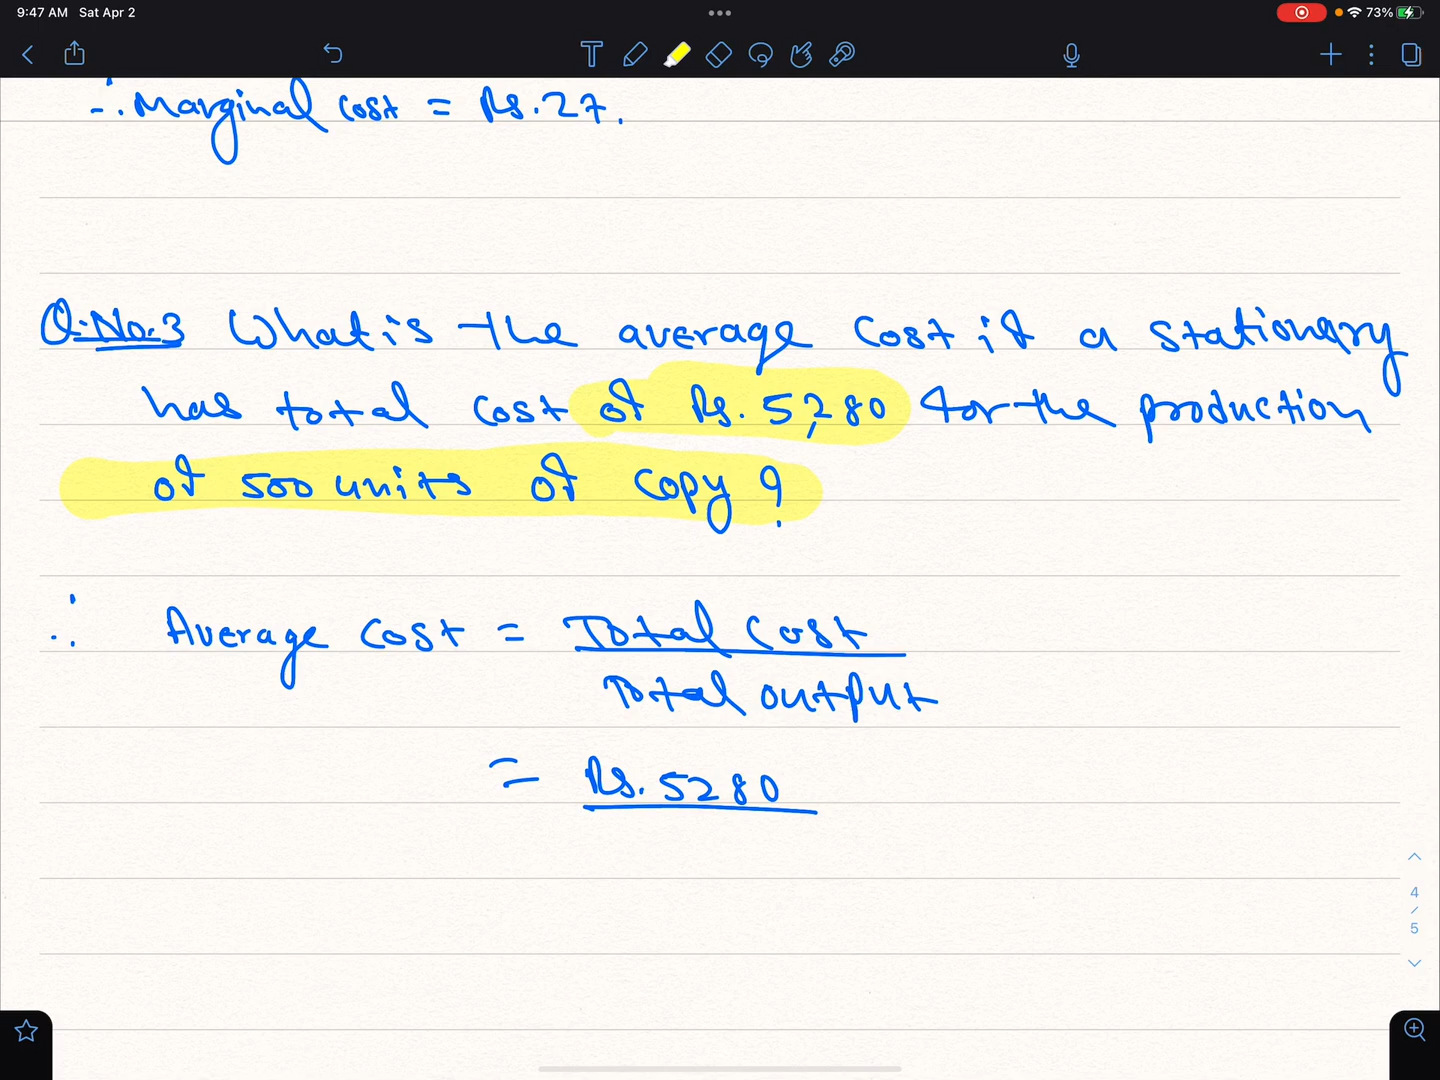 9:47 AM Sat Apr 2
73%
∴ Marginal cost = Rs. 27.
Q.No.3 What is the average cost if a stationary
has total cost of Rs. 5,280 for the production
of 500 units of copy ?
∴ Average cost = Total cost
Total output
= Rs. 5280
4
/
5